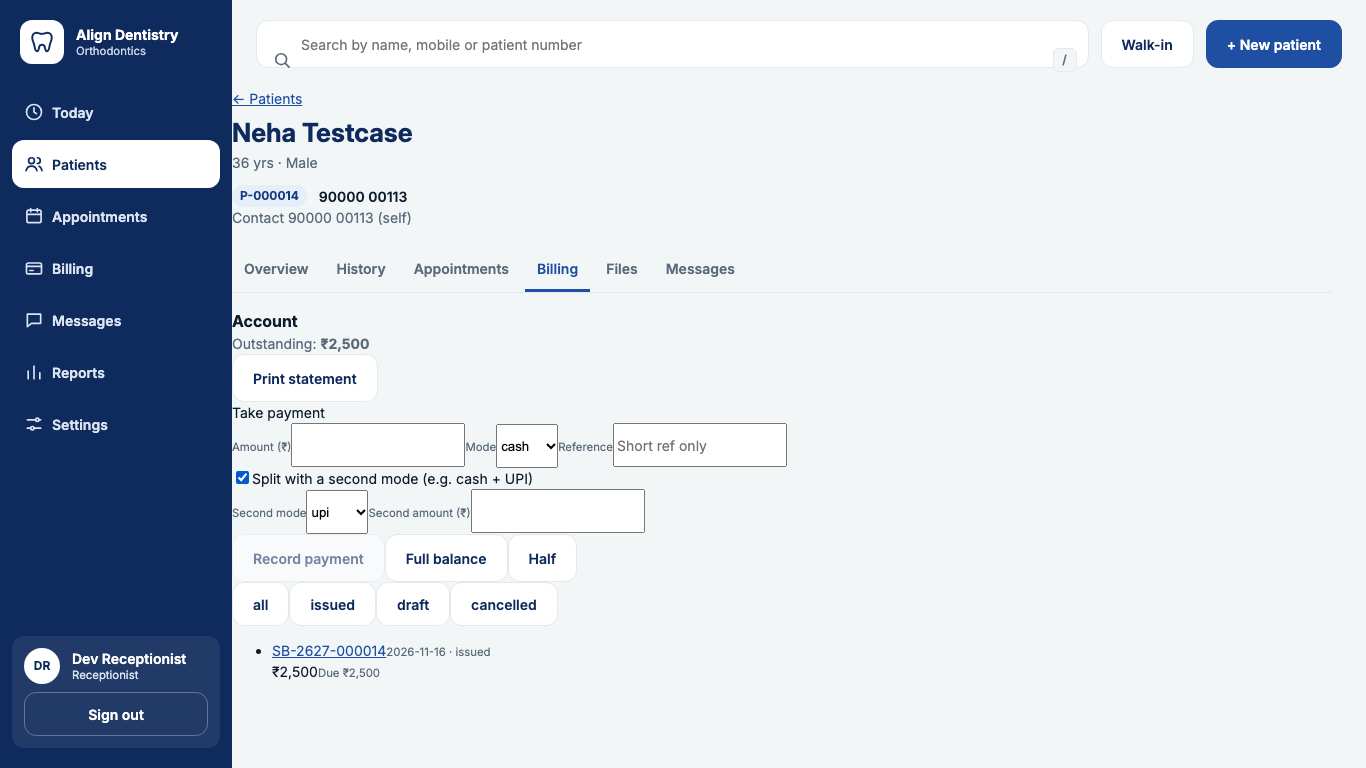 Align Dentistry
Orthodontics
Today
Patients
Appointments
Billing
Messages
Reports
Settings
DR
Dev Receptionist
Receptionist
Sign out
Search by name, mobile or patient number
/
Walk-in
+ New patient
← Patients
Neha Testcase
36 yrs · Male
P-000014 90000 00113
Contact 90000 00113 (self)
Overview History Appointments Billing Files Messages
Account
Outstanding: ₹2,500
Print statement
Take payment
Amount (₹) Mode cash Reference Short ref only
Split with a second mode (e.g. cash + UPI)
Second mode upi Second amount (₹)
Record payment Full balance Half
all issued draft cancelled
• SB-2627-000014 2026-11-16 · issued
₹2,500 Due ₹2,500